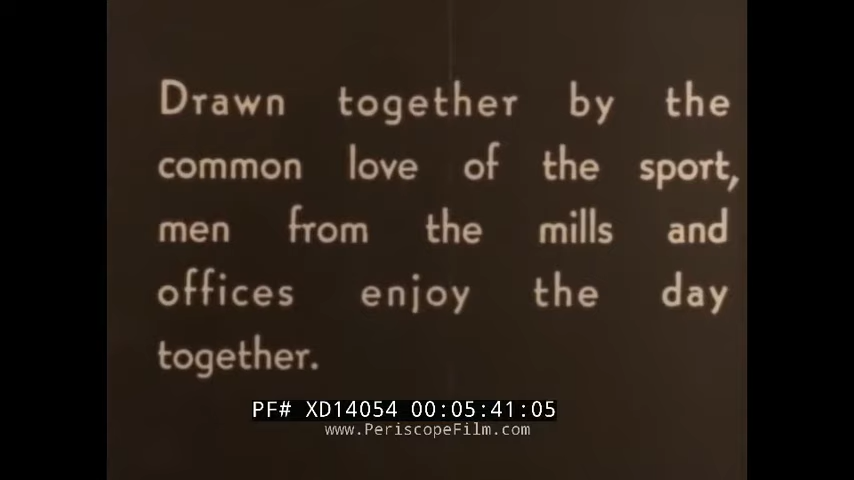 Drawn together by the
common love of the sport,
men from the mills and
offices enjoy the day
together.
PF# XD14054 00:05:41:05
www.PeriscopeFilm.com